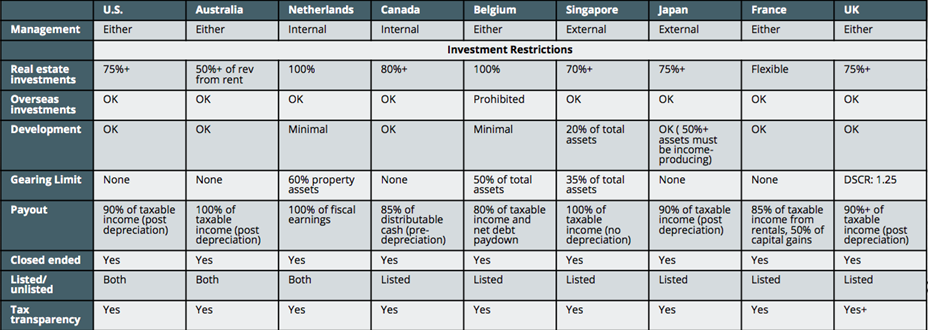 U.S. Australia Netherlands Canada Belgium Singapore Japan France UK
Management Either Either Internal Internal Either External External Either Either
Investment Restrictions
Real estate investments 75%+ 50%+ of rev from rent 100% 80%+ 100% 70%+ 75%+ Flexible 75%+
Overseas investments OK OK OK OK Prohibited OK OK OK OK
Development OK OK Minimal OK Minimal 20% of total assets OK ( 50%+ assets must be income-producing) OK OK
Gearing Limit None None 60% property assets None 50% of total assets 35% of total assets None None DSCR: 1.25
Payout 90% of taxable income (post depreciation) 100% of taxable income (post depreciation) 100% of fiscal earnings 85% of distributable cash (pre-depreciation) 80% of taxable income and net debt paydown 100% of taxable income (no depreciation) 90% of taxable income (post depreciation) 85% of taxable income from rentals, 50% of capital gains 90%+ of taxable income (post depreciation)
Closed ended Yes Yes Yes Yes Yes Yes Yes Yes Yes
Listed/ unlisted Both Both Both Listed Listed Listed Listed Listed Listed
Tax transparency Yes Yes Yes Yes Yes Yes Yes Yes Yes+